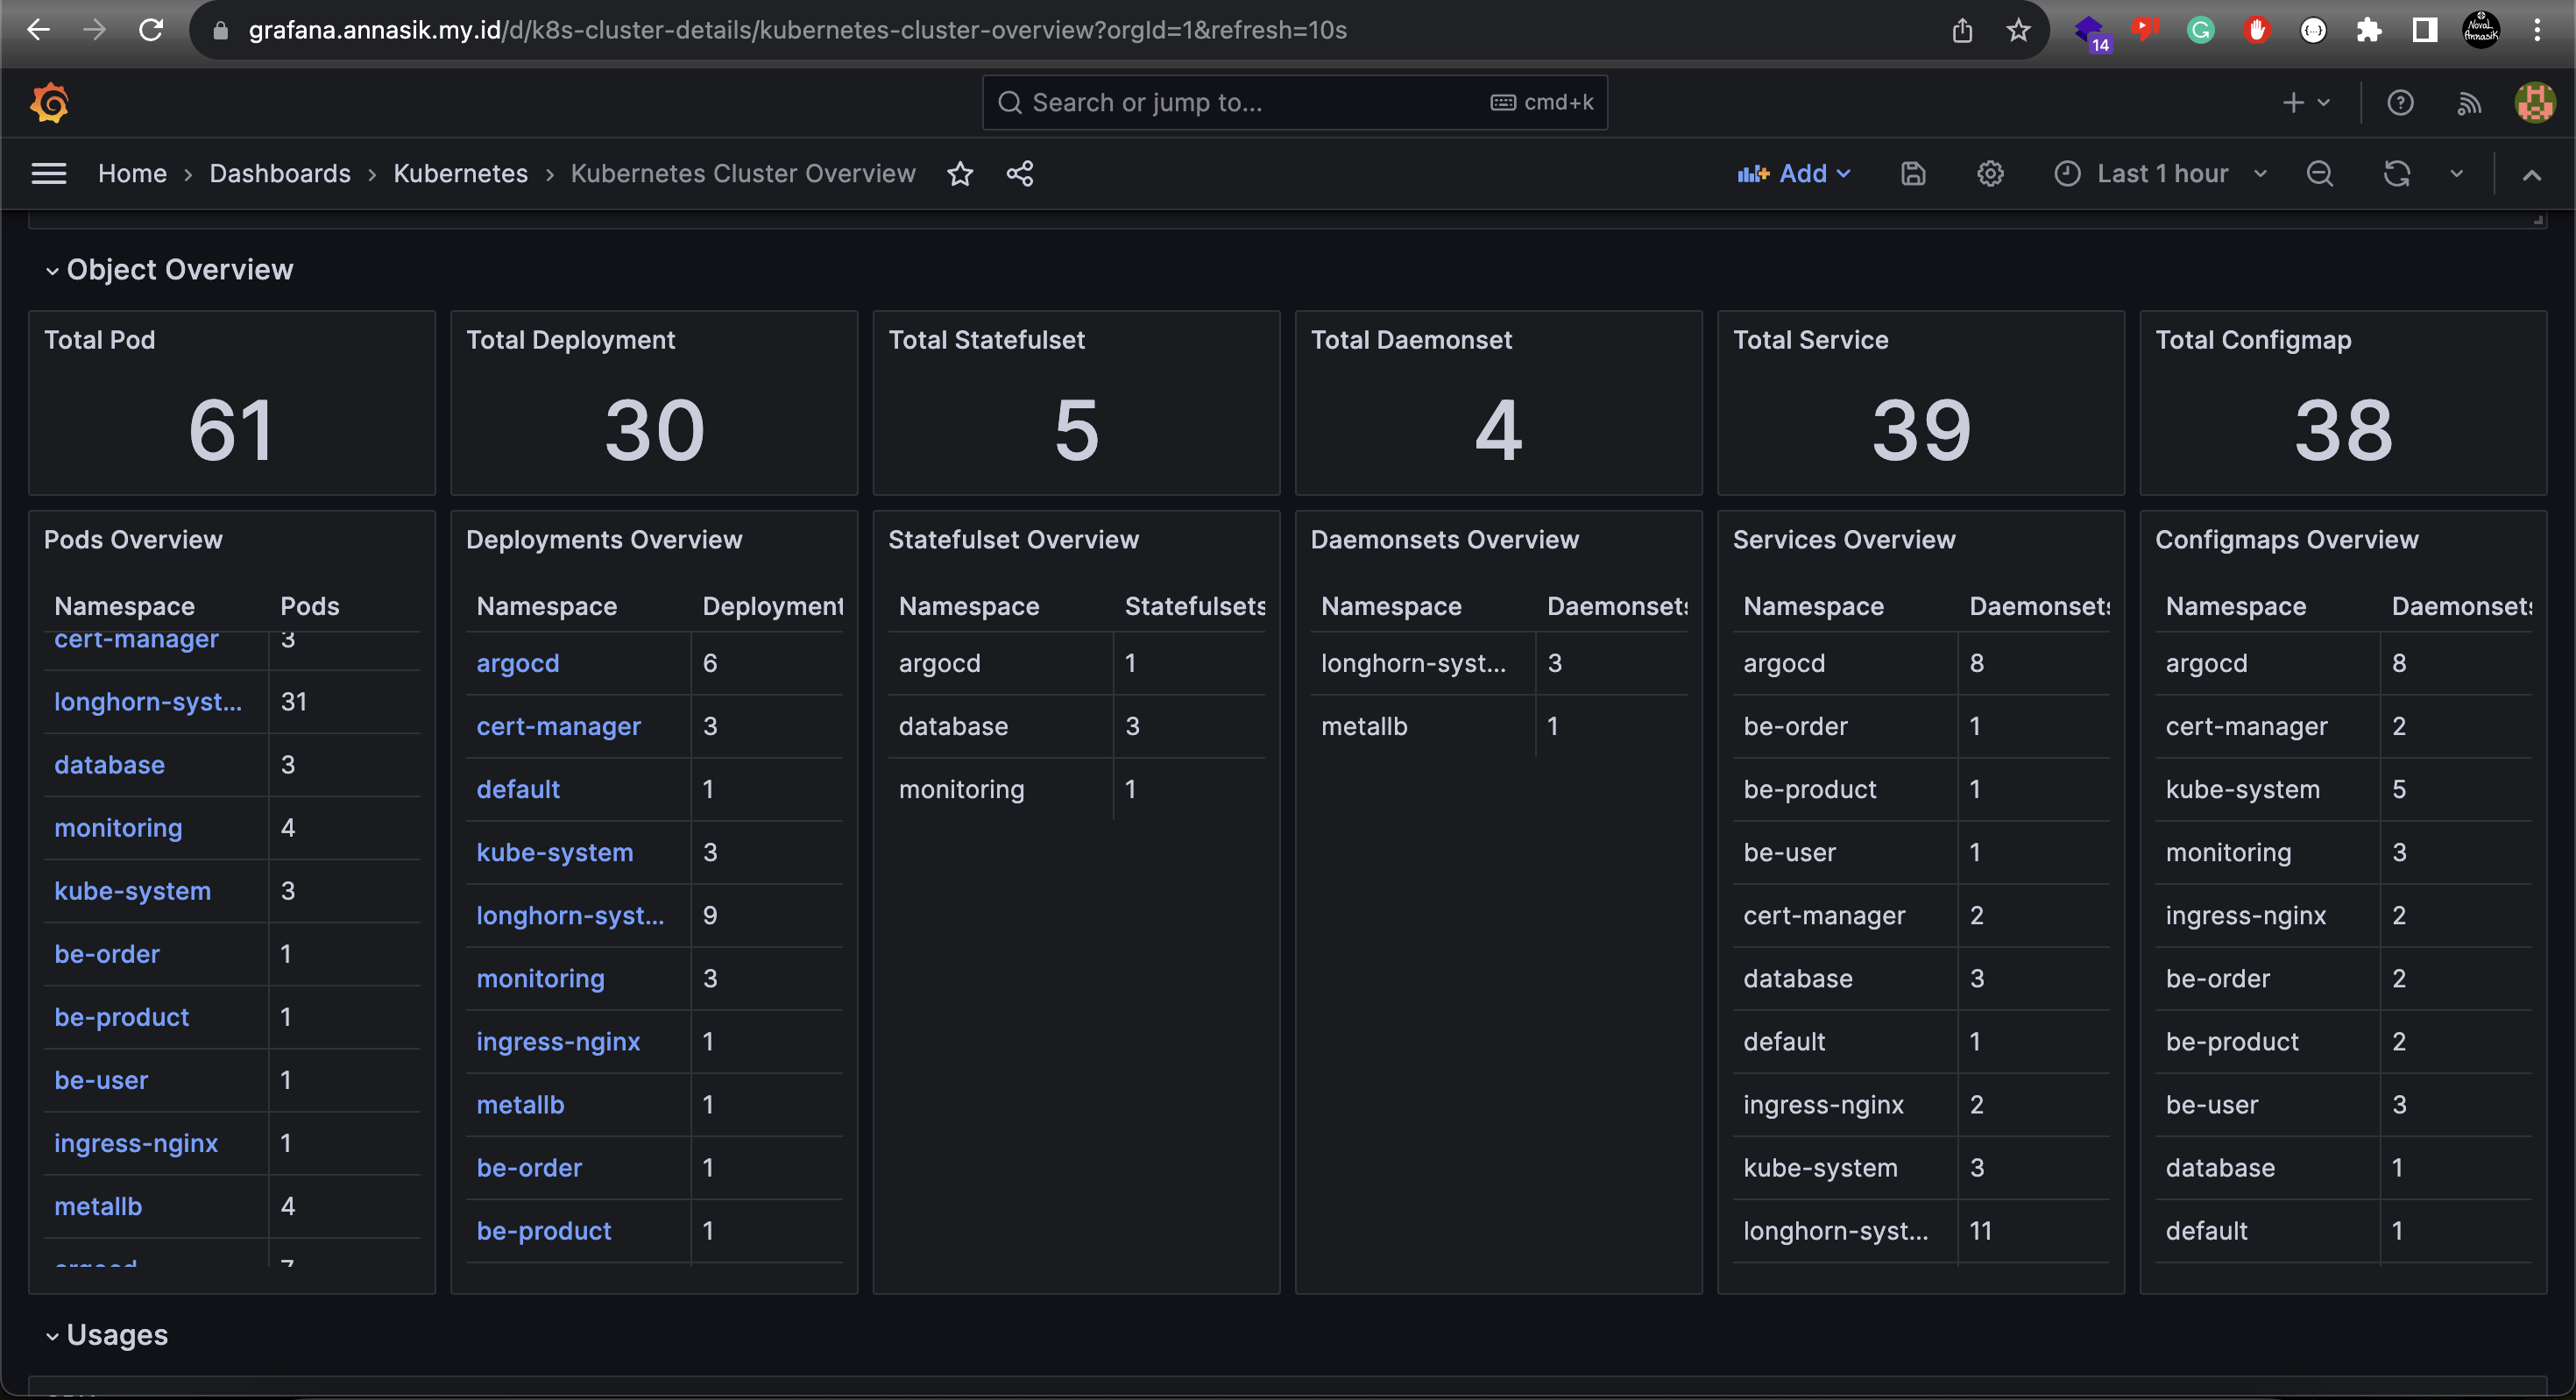 grafana.annasik.my.id/d/k8s-cluster-details/kubernetes-cluster-overview?orgId=1&refresh=10s
14
Search or jump to...
cmd+k
Home › Dashboards › Kubernetes › Kubernetes Cluster Overview
Add
Last 1 hour
Object Overview
Total Pod
61
Total Deployment
30
Total Statefulset
5
Total Daemonset
4
Total Service
39
Total Configmap
38
Pods Overview
Namespace Pods
cert-manager 3
longhorn-syst... 31
database 3
monitoring 4
kube-system 3
be-order 1
be-product 1
be-user 1
ingress-nginx 1
metallb 4
argocd 7
Deployments Overview
Namespace Deployment
argocd 6
cert-manager 3
default 1
kube-system 3
longhorn-syst... 9
monitoring 3
ingress-nginx 1
metallb 1
be-order 1
be-product 1
Statefulset Overview
Namespace Statefulsets
argocd 1
database 3
monitoring 1
Daemonsets Overview
Namespace Daemonsets
longhorn-syst... 3
metallb 1
Services Overview
Namespace Daemonsets
argocd 8
be-order 1
be-product 1
be-user 1
cert-manager 2
database 3
default 1
ingress-nginx 2
kube-system 3
longhorn-syst... 11
Configmaps Overview
Namespace Daemonsets
argocd 8
cert-manager 2
kube-system 5
monitoring 3
ingress-nginx 2
be-order 2
be-product 2
be-user 3
database 1
default 1
Usages